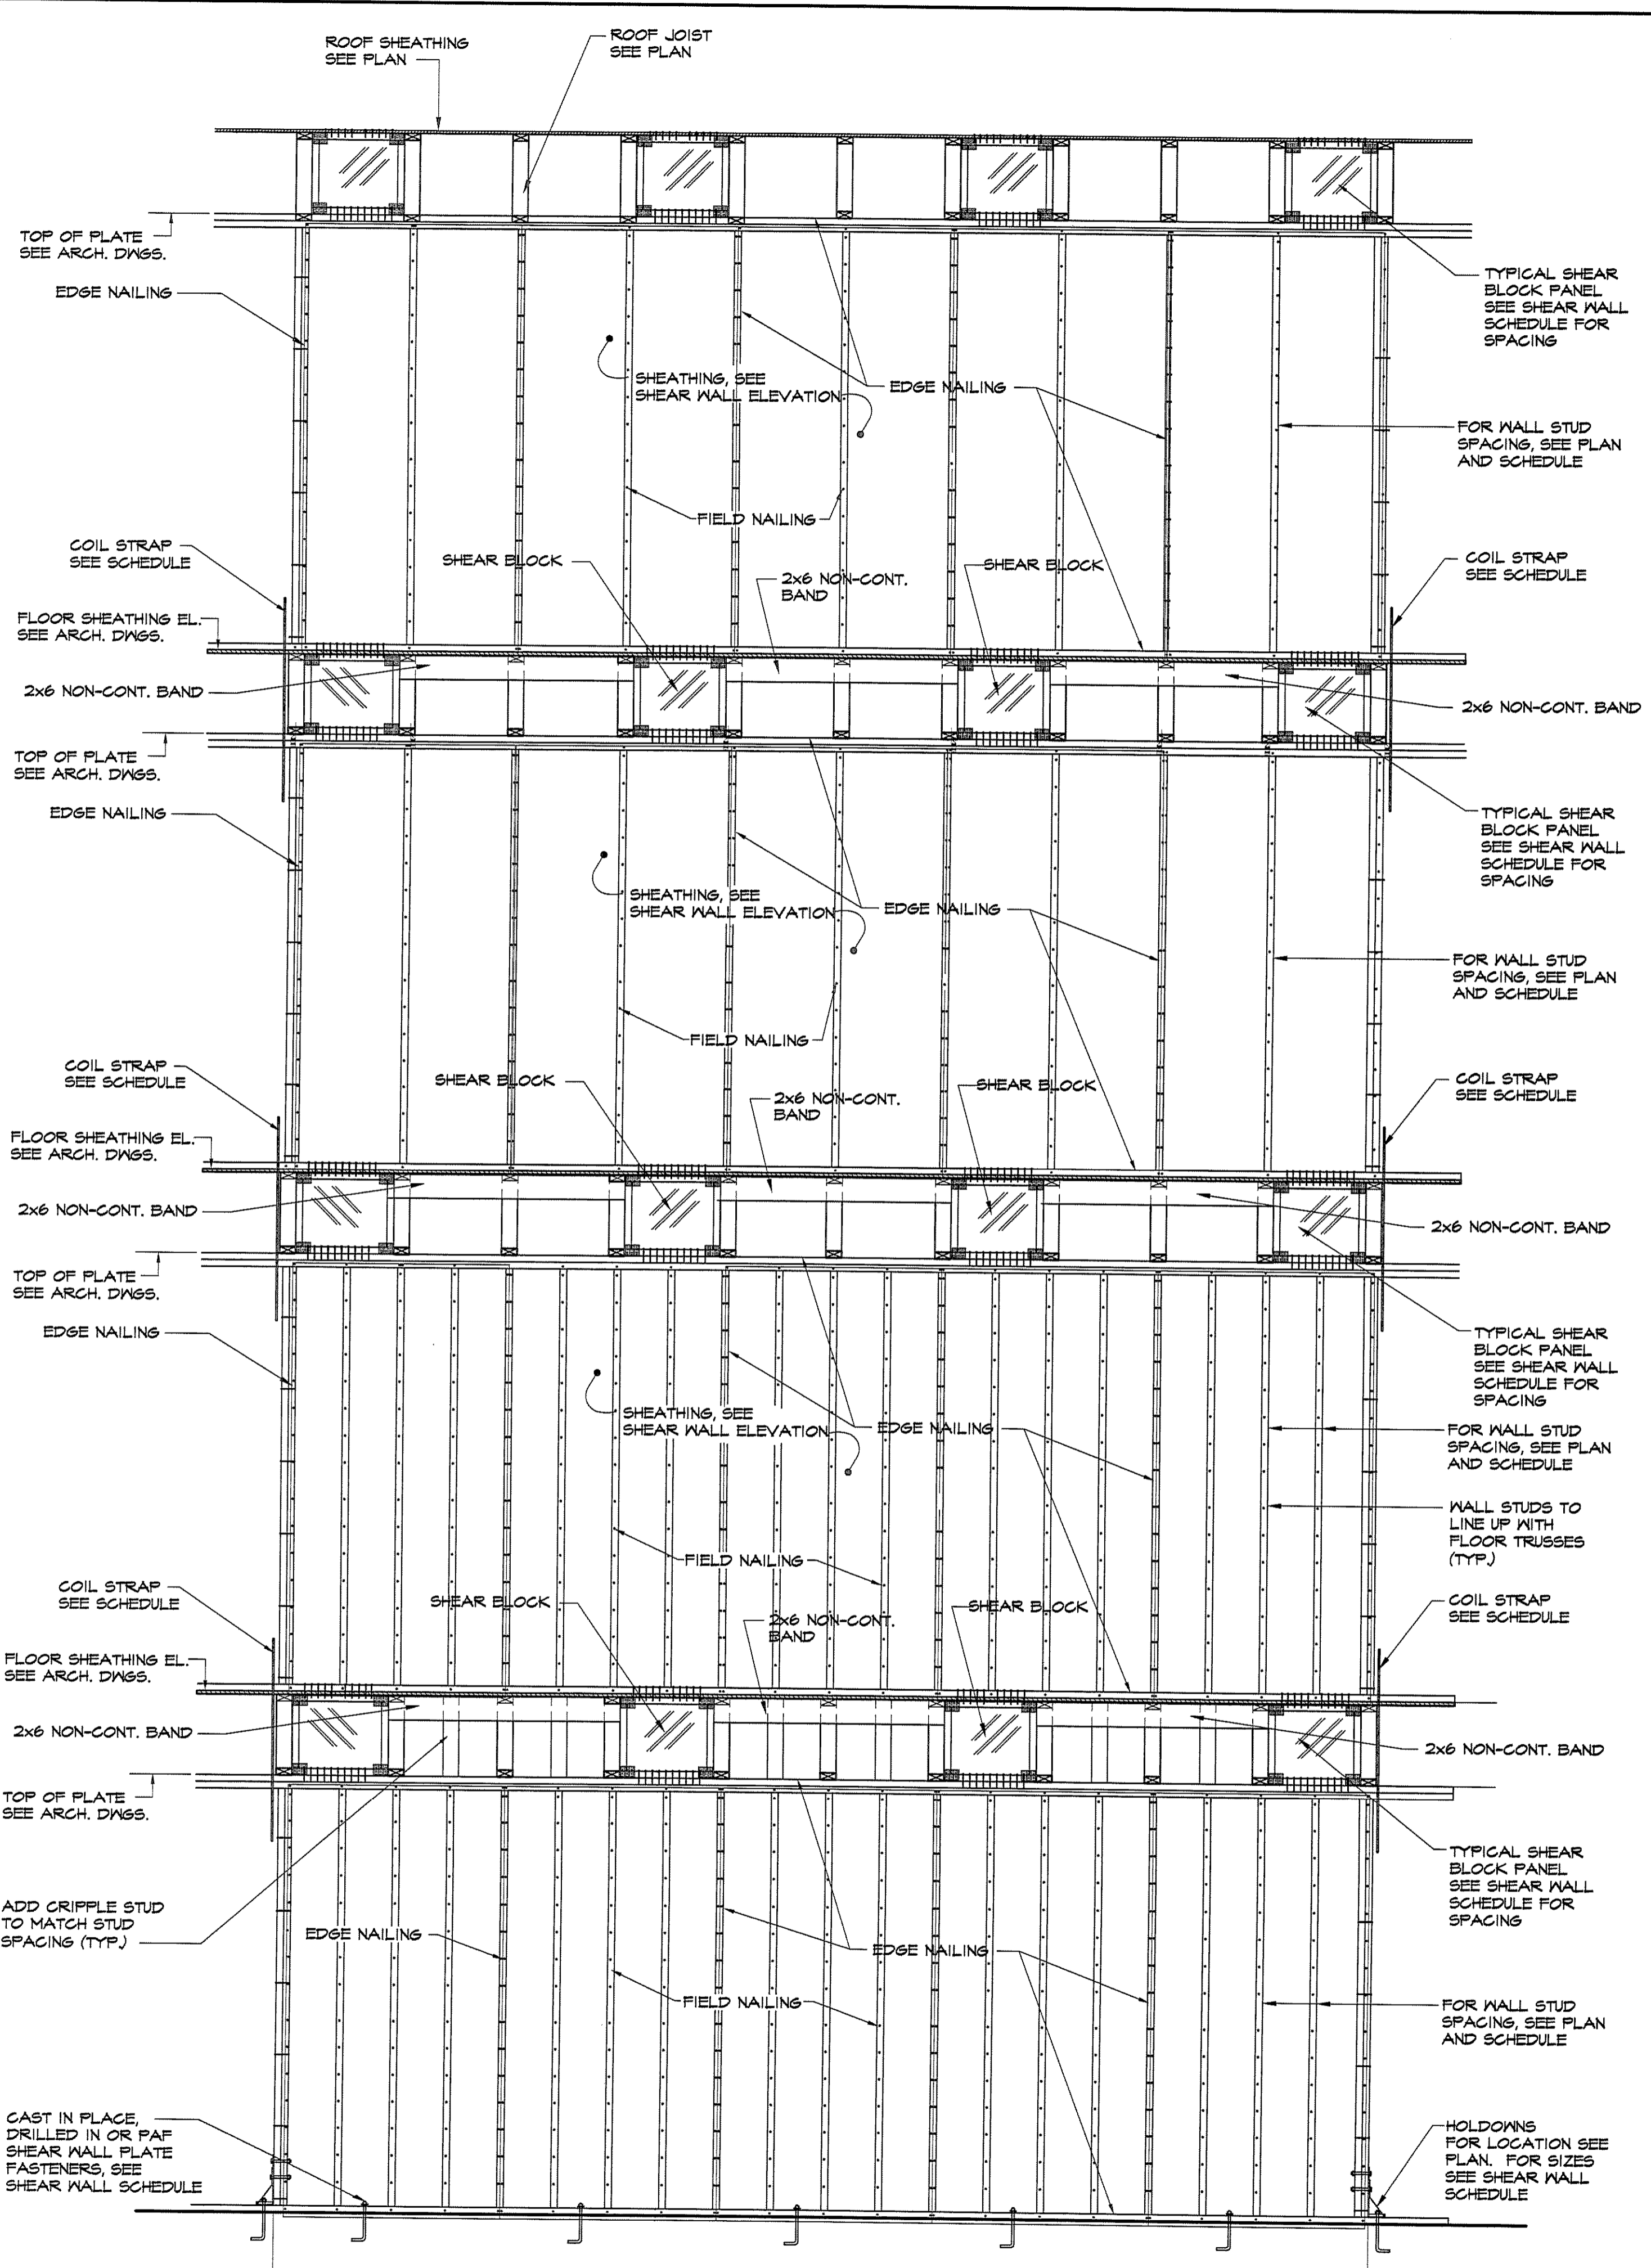 ROOF SHEATHING
SEE PLAN
ROOF JOIST
SEE PLAN
TOP OF PLATE
SEE ARCH. DWGS.
EDGE NAILING
TYPICAL SHEAR
BLOCK PANEL
SEE SHEAR WALL
SCHEDULE FOR
SPACING
SHEATHING, SEE
SHEAR WALL ELEVATION
EDGE NAILING
FOR WALL STUD
SPACING, SEE PLAN
AND SCHEDULE
FIELD NAILING
COIL STRAP
SEE SCHEDULE
SHEAR BLOCK
2x6 NON-CONT.
BAND
SHEAR BLOCK
COIL STRAP
SEE SCHEDULE
FLOOR SHEATHING EL.
SEE ARCH. DWGS.
2x6 NON-CONT. BAND
2x6 NON-CONT. BAND
TOP OF PLATE
SEE ARCH. DWGS.
EDGE NAILING
TYPICAL SHEAR
BLOCK PANEL
SEE SHEAR WALL
SCHEDULE FOR
SPACING
SHEATHING, SEE
SHEAR WALL ELEVATION
EDGE NAILING
FOR WALL STUD
SPACING, SEE PLAN
AND SCHEDULE
FIELD NAILING
COIL STRAP
SEE SCHEDULE
SHEAR BLOCK
2x6 NON-CONT.
BAND
SHEAR BLOCK
COIL STRAP
SEE SCHEDULE
FLOOR SHEATHING EL.
SEE ARCH. DWGS.
2x6 NON-CONT. BAND
2x6 NON-CONT. BAND
TOP OF PLATE
SEE ARCH. DWGS.
EDGE NAILING
TYPICAL SHEAR
BLOCK PANEL
SEE SHEAR WALL
SCHEDULE FOR
SPACING
SHEATHING, SEE
SHEAR WALL ELEVATION
EDGE NAILING
FOR WALL STUD
SPACING, SEE PLAN
AND SCHEDULE
WALL STUDS TO
LINE UP WITH
FLOOR TRUSSES
(TYP.)
FIELD NAILING
COIL STRAP
SEE SCHEDULE
SHEAR BLOCK
2x6 NON-CONT.
BAND
SHEAR BLOCK
COIL STRAP
SEE SCHEDULE
FLOOR SHEATHING EL.
SEE ARCH. DWGS.
2x6 NON-CONT. BAND
2x6 NON-CONT. BAND
TOP OF PLATE
SEE ARCH. DWGS.
TYPICAL SHEAR
BLOCK PANEL
SEE SHEAR WALL
SCHEDULE FOR
SPACING
ADD CRIPPLE STUD
TO MATCH STUD
SPACING (TYP.)
EDGE NAILING
EDGE NAILING
FIELD NAILING
FOR WALL STUD
SPACING, SEE PLAN
AND SCHEDULE
CAST IN PLACE,
DRILLED IN OR PAF
SHEAR WALL PLATE
FASTENERS, SEE
SHEAR WALL SCHEDULE
HOLDOWNS
FOR LOCATION SEE
PLAN. FOR SIZES
SEE SHEAR WALL
SCHEDULE